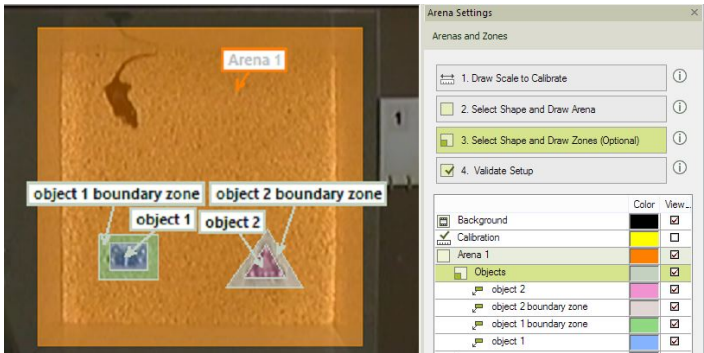 Arena 1
1
object 1 boundary zone
object 2 boundary zone
object 1
object 2
Arena Settings
Arenas and Zones
1. Draw Scale to Calibrate
2. Select Shape and Draw Arena
3. Select Shape and Draw Zones (Optional)
4. Validate Setup
Color View...
Background
Calibration
Arena 1
Objects
object 2
object 2 boundary zone
object 1 boundary zone
object 1